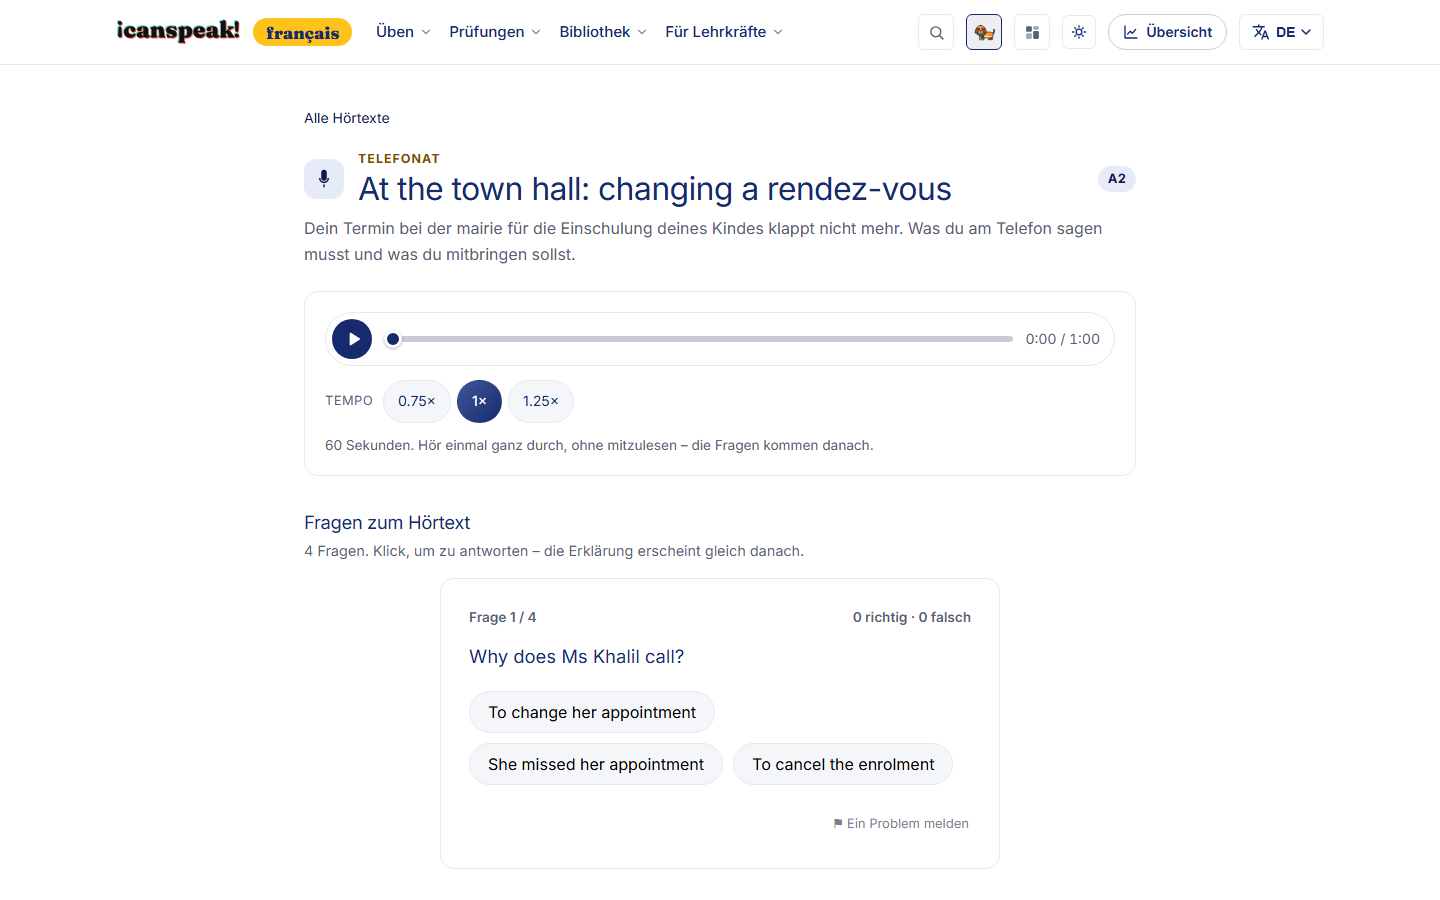 icanspeak!
français
Üben
Prüfungen
Bibliothek
Für Lehrkräfte
Übersicht
DE
Alle Hörtexte
TELEFONAT
At the town hall: changing a rendez-vous
A2
Dein Termin bei der mairie für die Einschulung deines Kindes klappt nicht mehr. Was du am Telefon sagen
musst und was du mitbringen sollst.
0:00 / 1:00
TEMPO
0.75×
1×
1.25×
60 Sekunden. Hör einmal ganz durch, ohne mitzulesen – die Fragen kommen danach.
Fragen zum Hörtext
4 Fragen. Klick, um zu antworten – die Erklärung erscheint gleich danach.
Frage 1 / 4
0 richtig · 0 falsch
Why does Ms Khalil call?
To change her appointment
She missed her appointment
To cancel the enrolment
⚑ Ein Problem melden